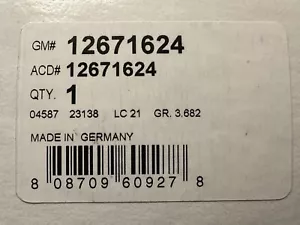 GM# 12671624
ACD# 12671624
QTY. 1
04587 23138 LC 21 GR. 3.682
MADE IN GERMANY
8 08709 60927 8